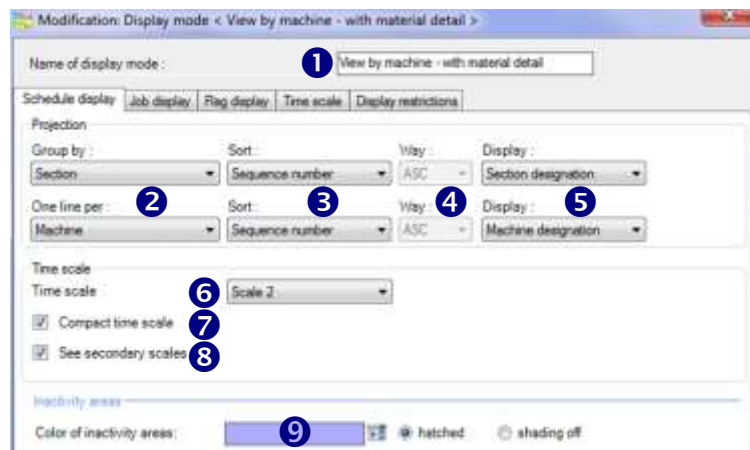 Modification: Display mode < View by machine - with material detail >
Name of display mode : 1 View by machine - with material detail
Schedule display Job display Flag display Time scale Display restrictions
Projection
Group by : Sort : Way : Display :
Section Sequence number ASC Section designation
2 3 4 5
One line per : Sort : Way : Display :
Machine Sequence number ASC Machine designation
Time scale
Time scale 6 Scale 2
Compact time scale 7
See secondary scales 8
Inactivity areas
Color of inactivity areas: 9 hatched shading off